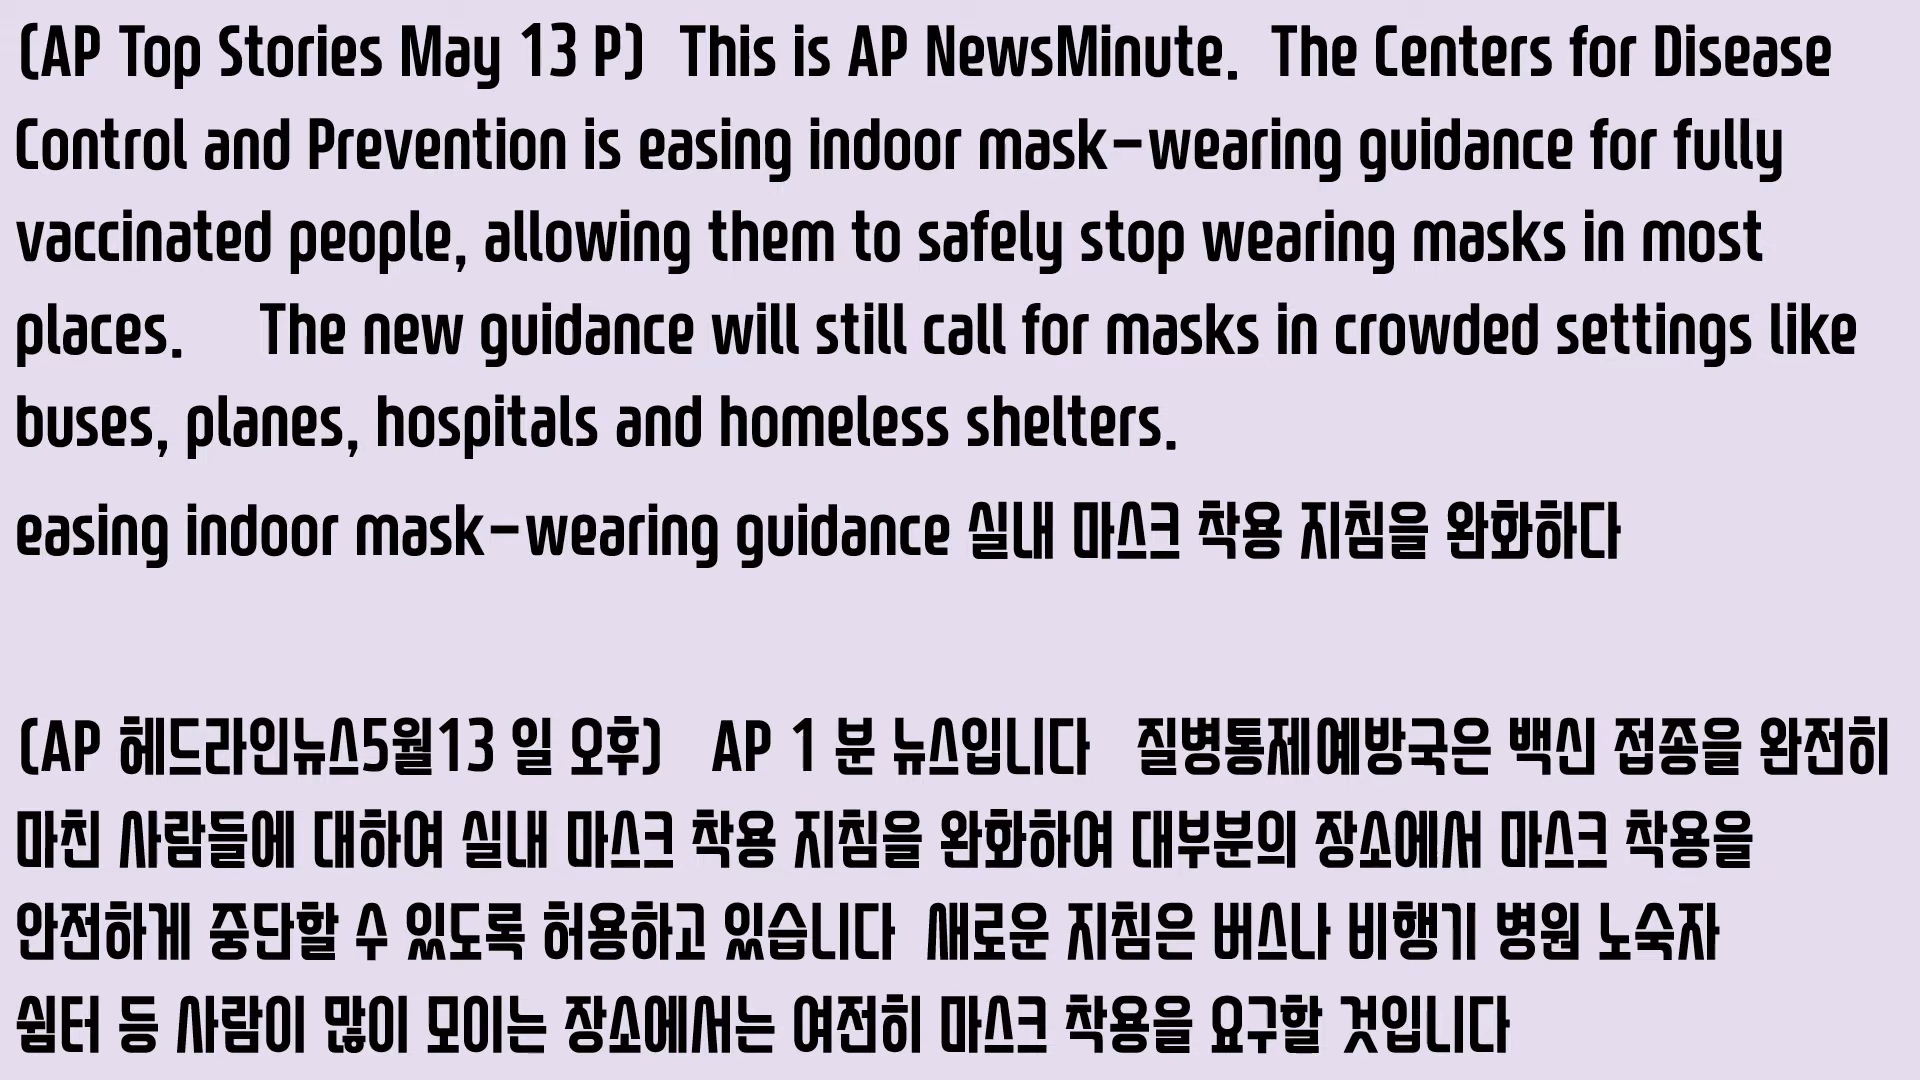 (AP Top Stories May 13 P)  This is AP NewsMinute.  The Centers for Disease
Control and Prevention is easing indoor mask-wearing guidance for fully
vaccinated people, allowing them to safely stop wearing masks in most
places.    The new guidance will still call for masks in crowded settings like
buses, planes, hospitals and homeless shelters.
easing indoor mask-wearing guidance 실내 마스크 착용 지침을 완화하다
(AP 헤드라인뉴스5월13 일 오후)   AP 1 분 뉴스입니다   질병통제예방국은 백신 접종을 완전히
마친 사람들에 대하여 실내 마스크 착용 지침을 완화하여 대부분의 장소에서 마스크 착용을
안전하게 중단할 수 있도록 허용하고 있습니다  새로운 지침은 버스나 비행기 병원 노숙자
쉼터 등 사람이 많이 모이는 장소에서는 여전히 마스크 착용을 요구할 것입니다